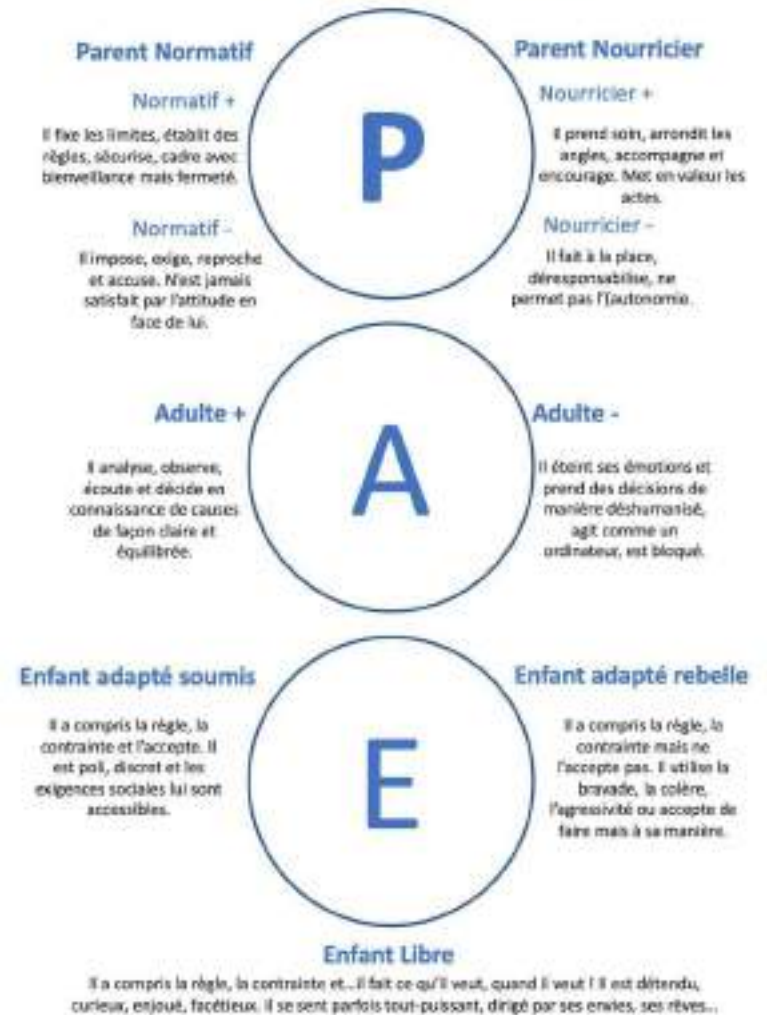 Parent Normatif
Normatif +
Il fixe les limites, établit des
règles, sécurise, cadre avec
bienveillance mais fermeté.
Normatif -
Il impose, exige, reproche
et accuse. N'est jamais
satisfait par l'attitude en
face de lui.
P
Parent Nourricier
Nourricier +
Il prend soin, arrondit les
angles, accompagne et
encourage. Met en valeur les
actes.
Nourricier -
Il fait à la place,
déresponsabilise, ne
permet pas l'(autonomie.
Adulte +
Il analyse, observe,
écoute et décide en
connaissance de causes
de façon claire et
équilibrée.
A
Adulte -
Il éteint ses émotions et
prend des décisions de
manière déshumanisé,
agit comme un
ordinateur, est bloqué.
Enfant adapté soumis
Il a compris la règle, la
contrainte et l'accepte. Il
est poli, discret et les
exigences sociales lui sont
accessibles.
E
Enfant adapté rebelle
Il a compris la règle, la
contrainte mais ne
l'accepte pas. Il utilise la
bravade, la colère,
l'agressivité ou accepte de
faire mais à sa manière.
Enfant Libre
Il a compris la règle, la contrainte et...il fait ce qu'il veut, quand il veut ! Il est détendu,
curieux, enjoué, facétieux. Il se sent parfois tout-puissant, dirigé par ses envies, ses rêves...